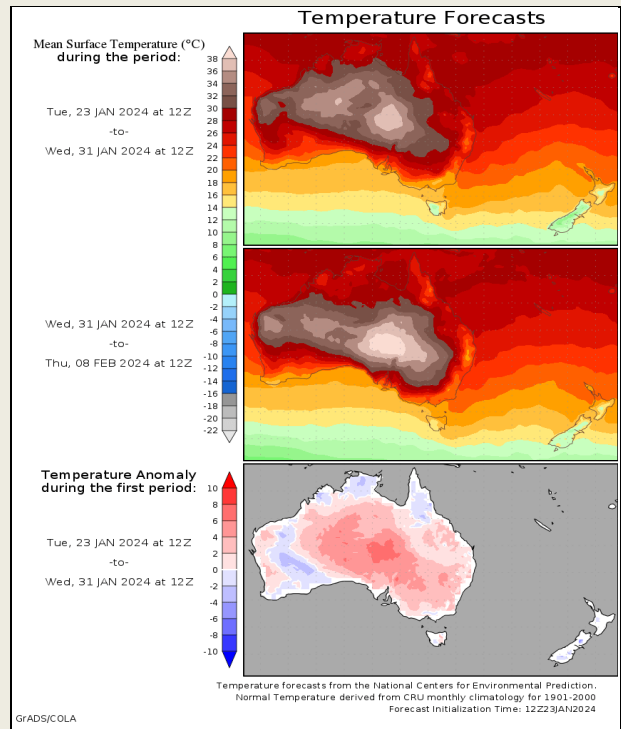 Temperature Forecasts
Mean Surface Temperature (°C)
during the period:
Tue, 23 JAN 2024 at 12Z
-to-
Wed, 31 JAN 2024 at 12Z
38
36
34
32
30
28
26
24
22
20
18
16
14
12
10
8
6
4
2
0
-2
-4
-6
-8
-10
-12
-14
-16
-18
-20
-22
Wed, 31 JAN 2024 at 12Z
-to-
Thu, 08 FEB 2024 at 12Z
Temperature Anomaly
during the first period:
Tue, 23 JAN 2024 at 12Z
-to-
Wed, 31 JAN 2024 at 12Z
10
8
6
4
2
0
-2
-4
-6
-8
-10
Temperature forecasts from the National Centers for Environmental Prediction.
Normal Temperature derived from CRU monthly climatology for 1901-2000
Forecast Initialization Time: 12Z23JAN2024
GrADS/COLA